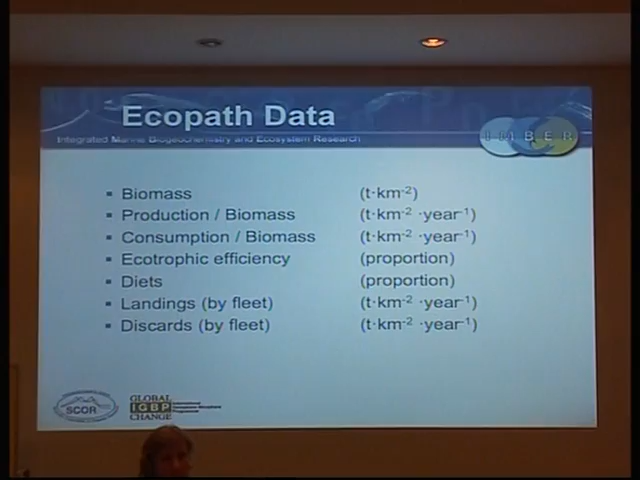 Ecopath Data
Integrated Marine Biogeochemistry and Ecosystem Research
IMBER
▪ Biomass (t·km-2)
▪ Production / Biomass (t·km-2 ·year-1)
▪ Consumption / Biomass (t·km-2 ·year-1)
▪ Ecotrophic efficiency (proportion)
▪ Diets (proportion)
▪ Landings (by fleet) (t·km-2 ·year-1)
▪ Discards (by fleet) (t·km-2 ·year-1)
SCOR
GLOBAL
IGBP
CHANGE